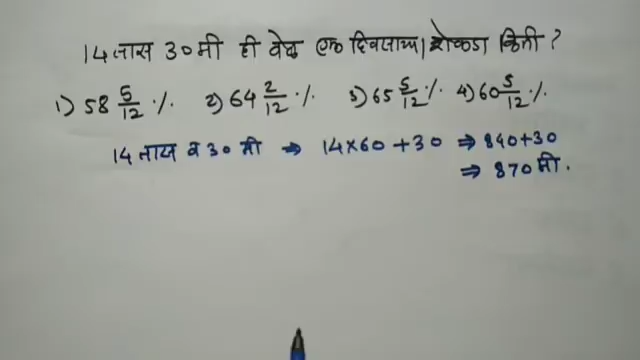 14 तास 30 मी ही वेळ एक दिवसाच्या शेकडा किती ?
1) 58 5/12 % 2) 64 2/12 % 3) 65 5/12 % 4) 60 5/12 %
14 तास व 30 मी ⇒ 14×60+30 ⇒ 840+30
⇒ 870 मी.